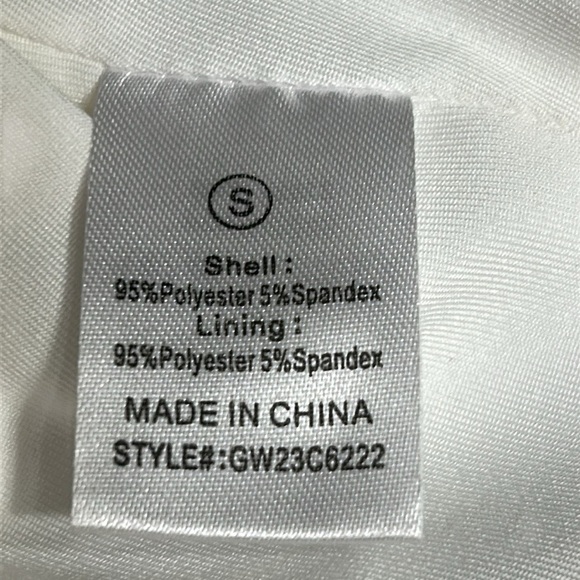 S
Shell:
95%Polyester 5%Spandex
Lining:
95%Polyester 5%Spandex
MADE IN CHINA
STYLE#:GW23C6222